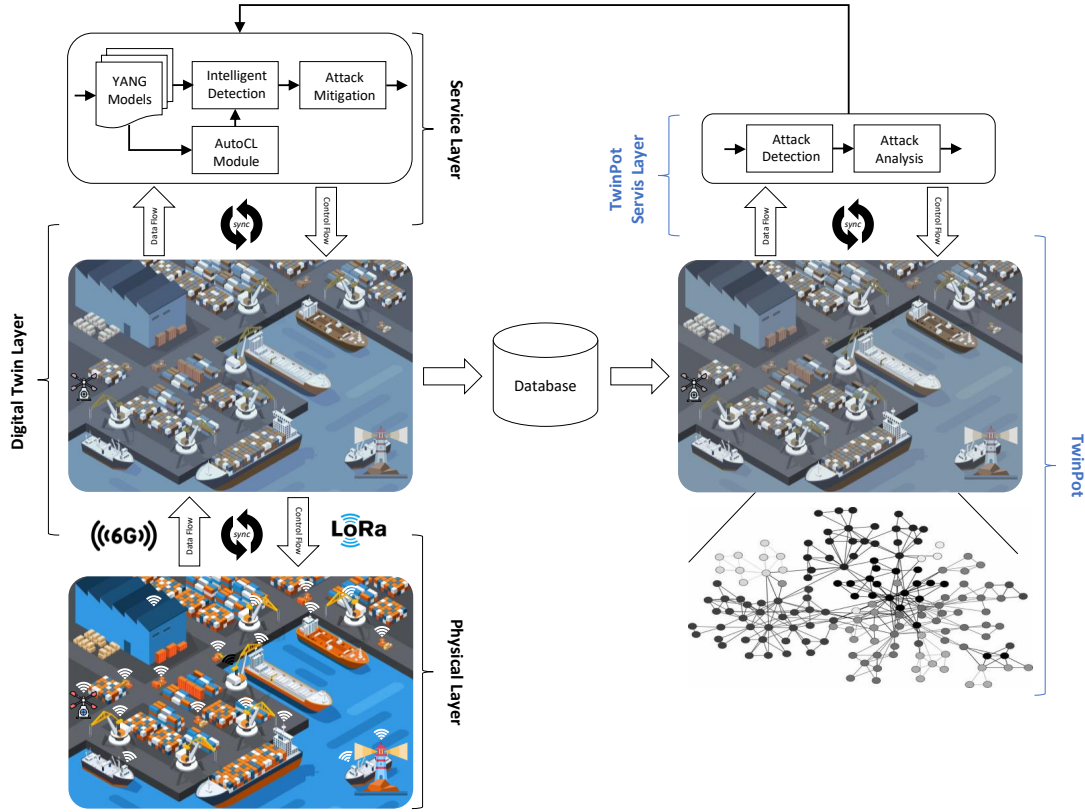 YANG
Models
Intelligent
Detection
Attack
Mitigation
AutoCL
Module
Service Layer
Attack
Detection
Attack
Analysis
TwinPot
Servis Layer
Data Flow
sync
Control Flow
Data Flow
sync
Control Flow
Digital Twin Layer
Database
TwinPot
6G
Data Flow
sync
Control Flow
LoRa
Physical Layer